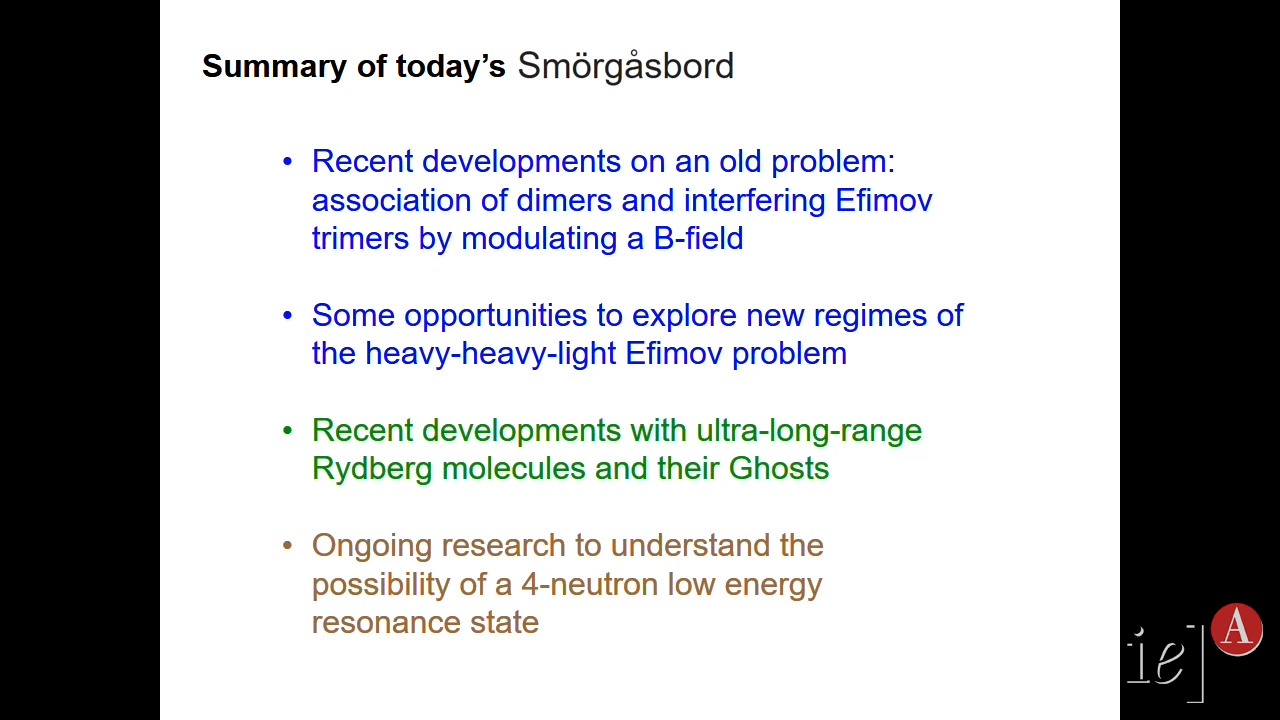 Summary of today's Smörgåsbord
• Recent developments on an old problem:
association of dimers and interfering Efimov
trimers by modulating a B-field
• Some opportunities to explore new regimes of
the heavy-heavy-light Efimov problem
• Recent developments with ultra-long-range
Rydberg molecules and their Ghosts
• Ongoing research to understand the
possibility of a 4-neutron low energy
resonance state
A
ie]